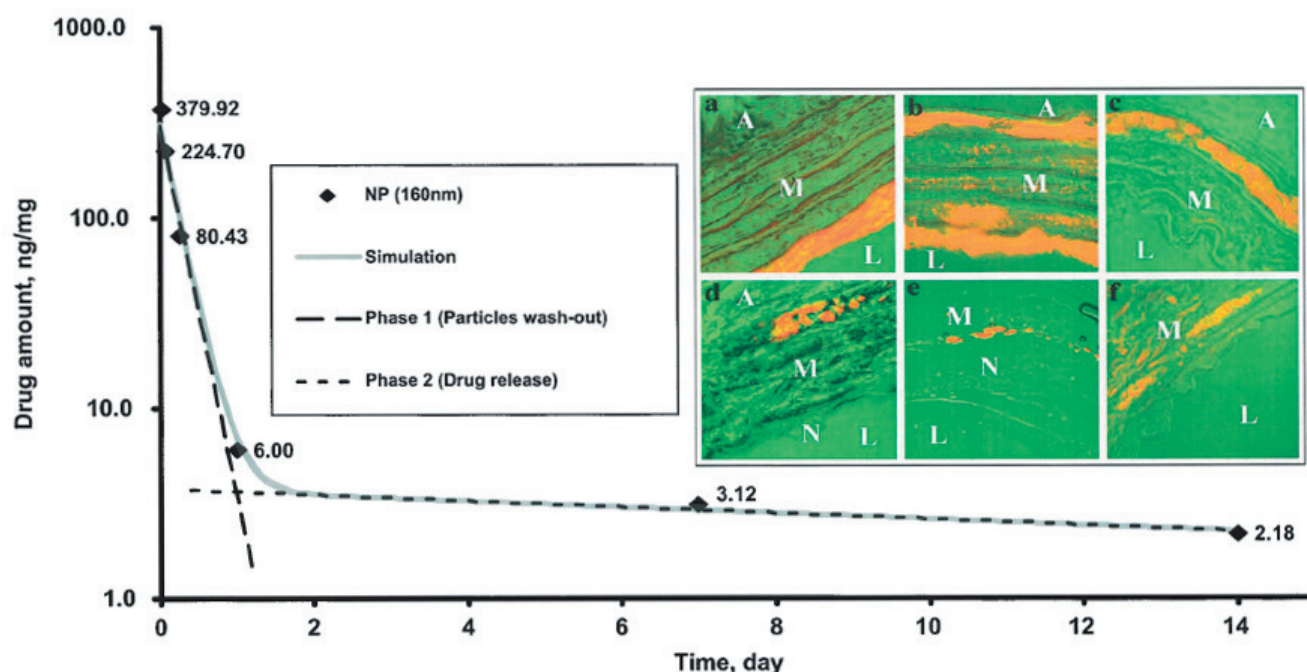 1000.0
100.0
10.0
1.0
Drug amount, ng/mg
0 2 4 6 8 10 12 14
Time, day
379.92
224.70
80.43
6.00
3.12
2.18
NP (160nm)
Simulation
Phase 1 (Particles wash-out)
Phase 2 (Drug release)
a A M L
b A M L
c A M L
d A M N L
e M N L
f M L